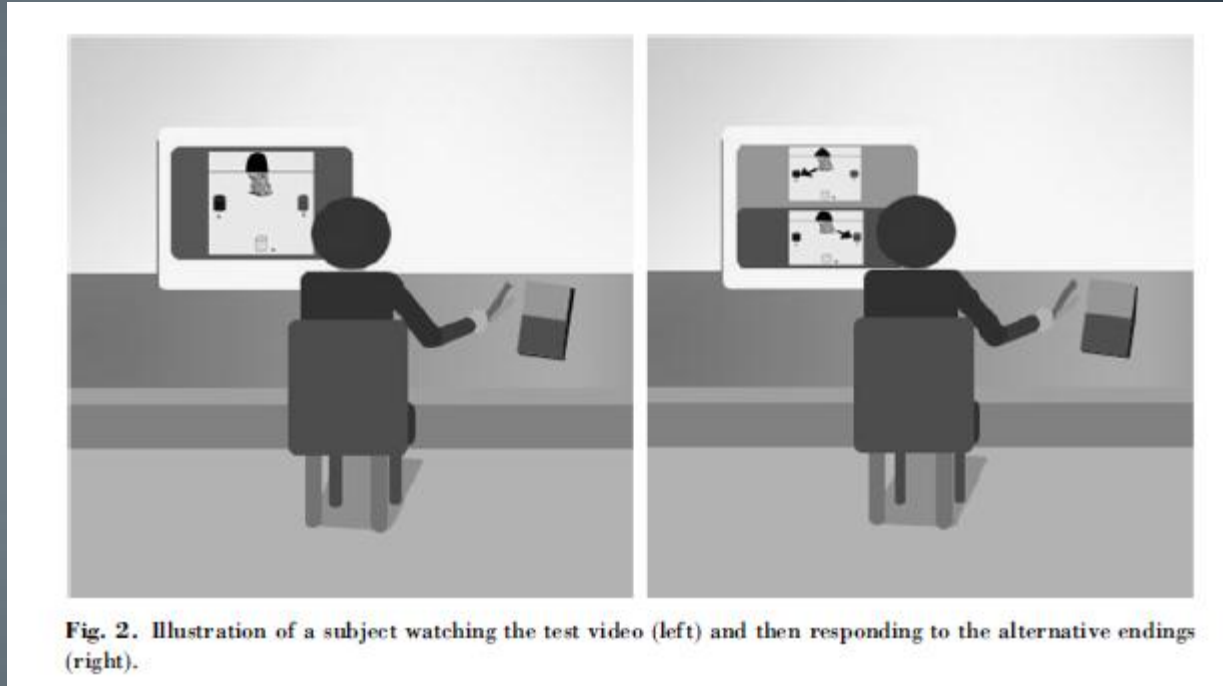 Fig. 2. Illustration of a subject watching the test video (left) and then responding to the alternative endings
(right).